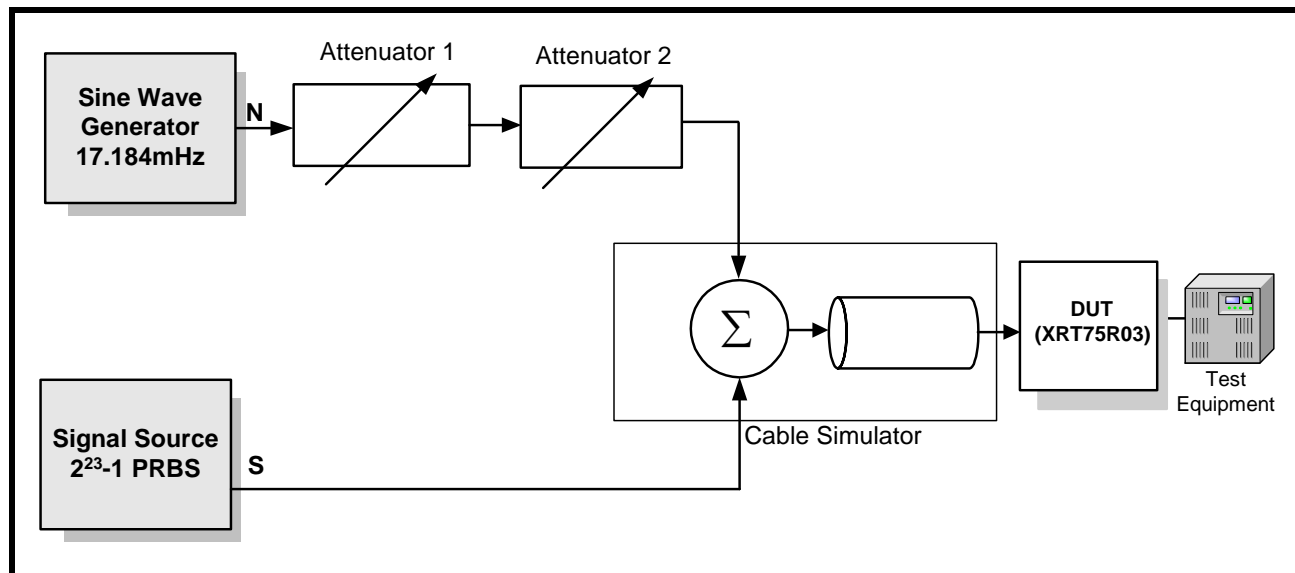 Attenuator 1
Attenuator 2
Sine Wave
Generator
17.184mHz
N
Σ
DUT
(XRT75R03)
Test
Equipment
Cable Simulator
Signal Source
2²³-1 PRBS
S